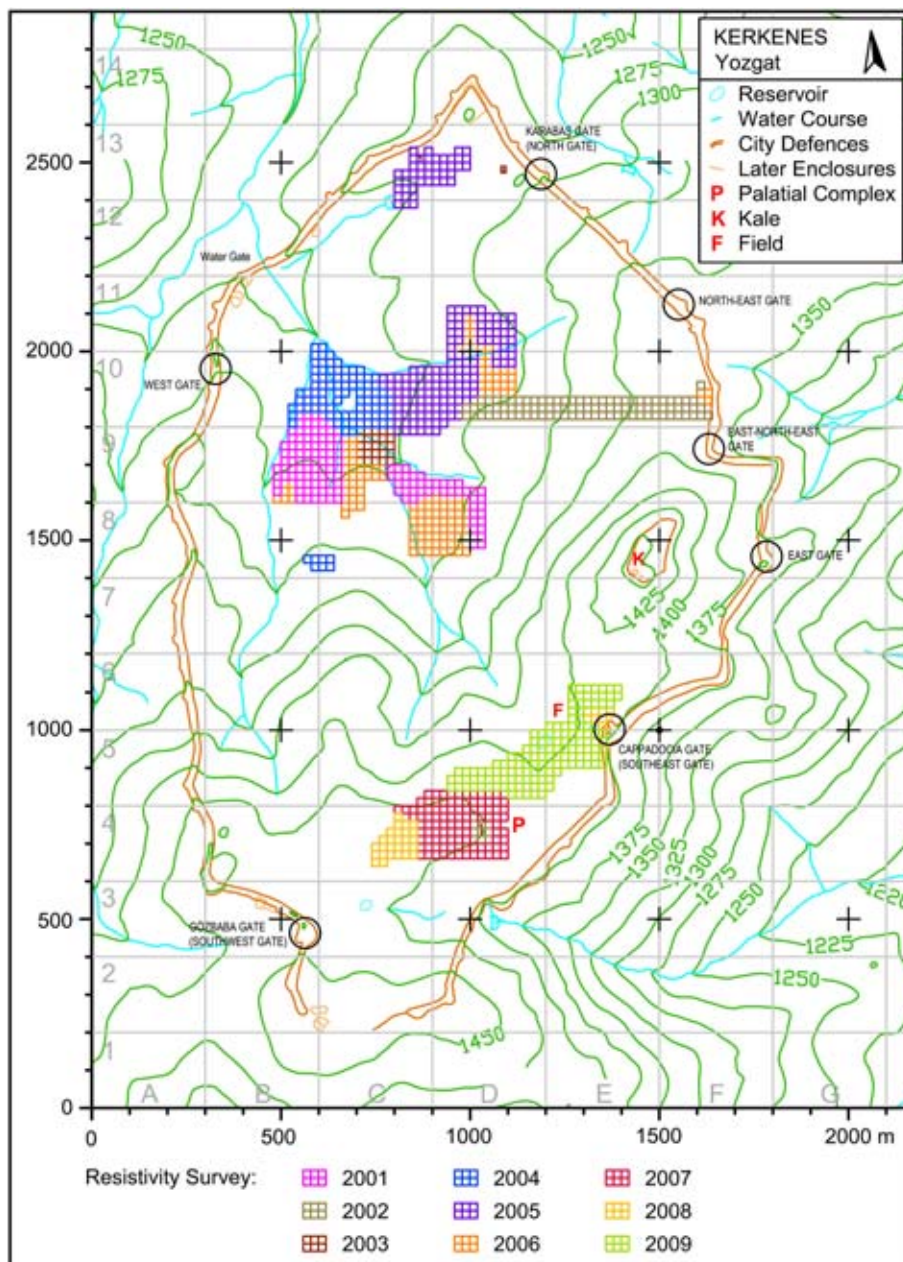 KERKENES
Yozgat
Reservoir
Water Course
City Defences
Later Enclosures
P Palatial Complex
K Kale
F Field
1250
1275
1250
1275
1300
14
13
12
11
10
9
8
7
6
5
4
3
2
1
2500
2000
1500
1000
500
0
KARABAŞ GATE
(NORTH GATE)
Water Gate
NORTH-EAST GATE
1350
WEST GATE
EAST-NORTH-EAST
GATE
K
EAST GATE
1425
1400
1375
F
CAPPADOCIA GATE
(SOUTHEAST GATE)
P
1375
1350
1325
1300
1275
1250
1220
1225
1250
GÖZBABA GATE
(SOUTHWEST GATE)
1450
A B C D E F G
0 500 1000 1500 2000 m
Resistivity Survey:
2001 2004 2007
2002 2005 2008
2003 2006 2009